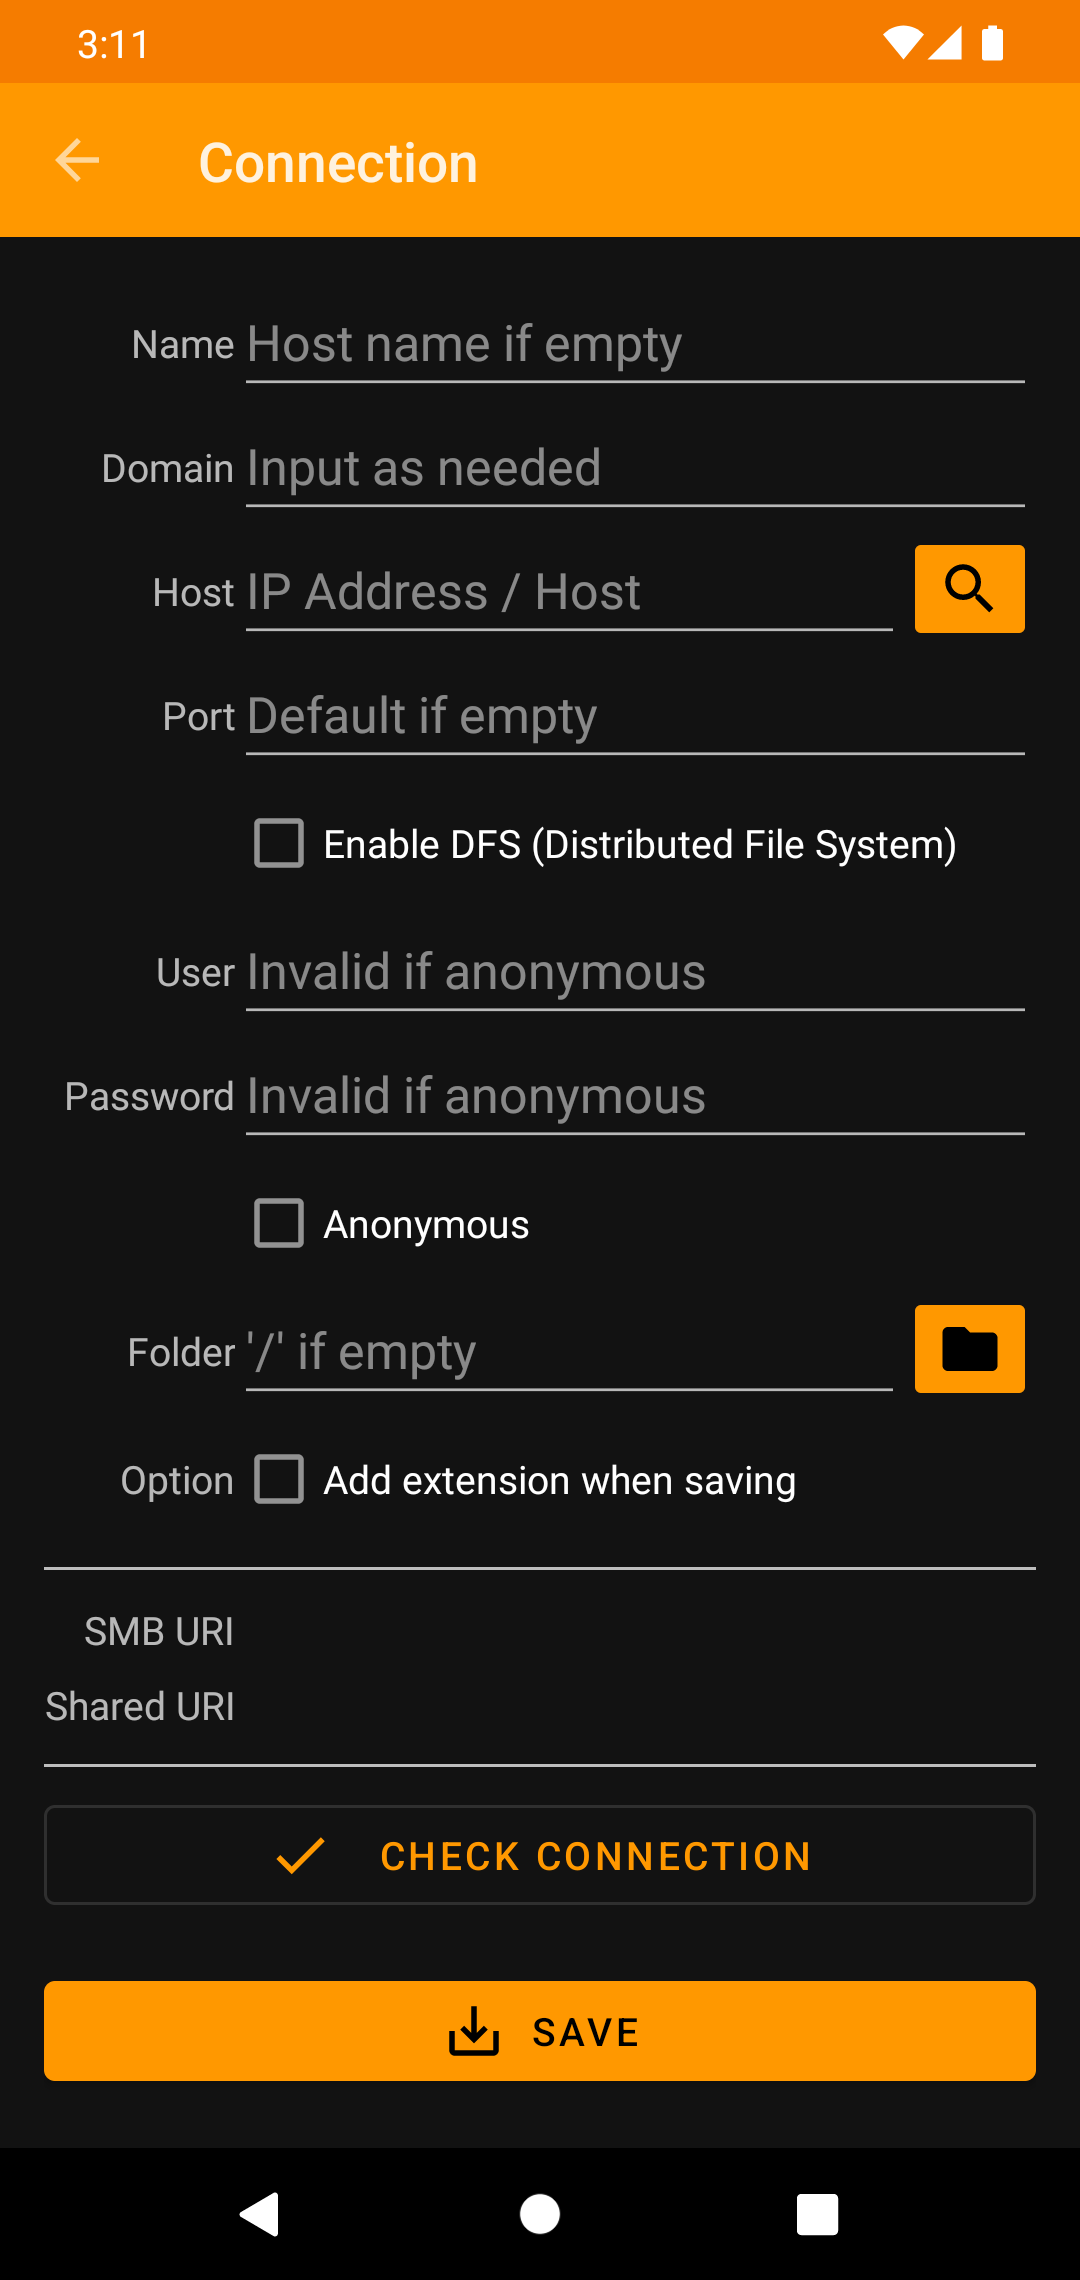 3:11
Connection
Name Host name if empty
Domain Input as needed
Host IP Address / Host
Port Default if empty
Enable DFS (Distributed File System)
User Invalid if anonymous
Password Invalid if anonymous
Anonymous
Folder '/' if empty
Option Add extension when saving
SMB URI
Shared URI
CHECK CONNECTION
SAVE